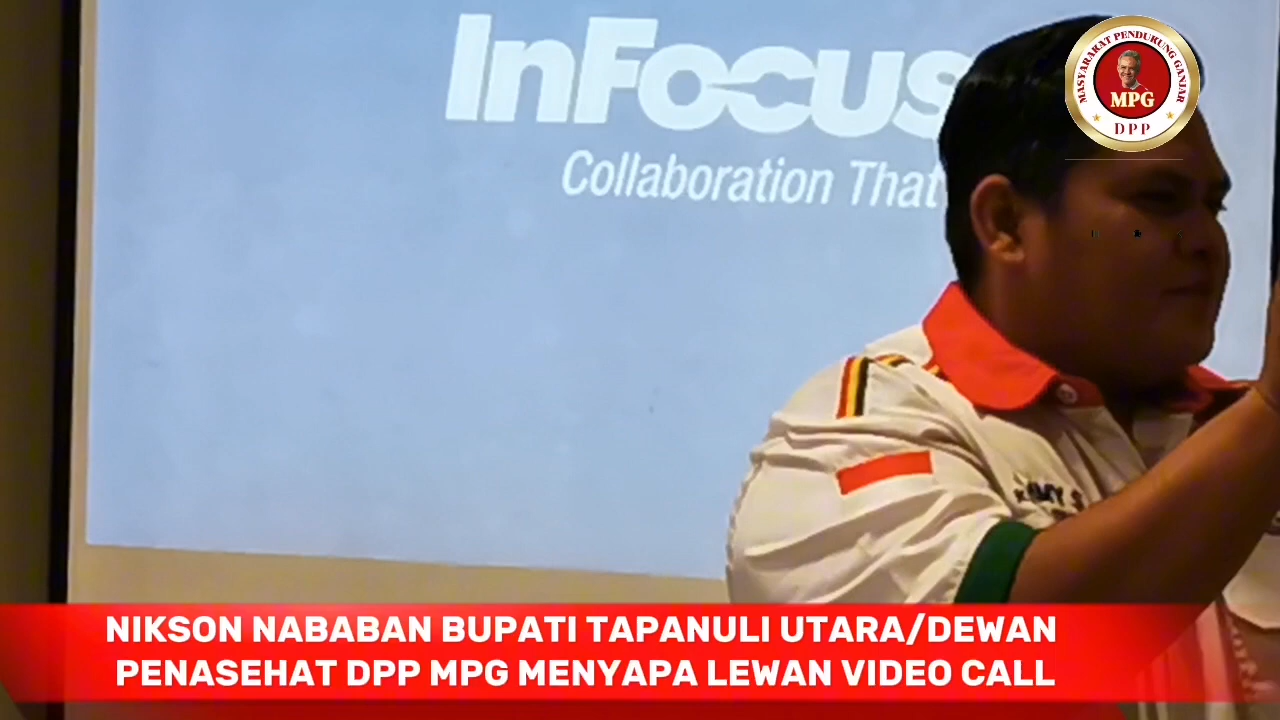 InFocus
Collaboration That
MASYARAKAT PENDUKUNG GANJAR
MPG
DPP
NIKSON NABABAN BUPATI TAPANULI UTARA/DEWAN
PENASEHAT DPP MPG MENYAPA LEWAN VIDEO CALL